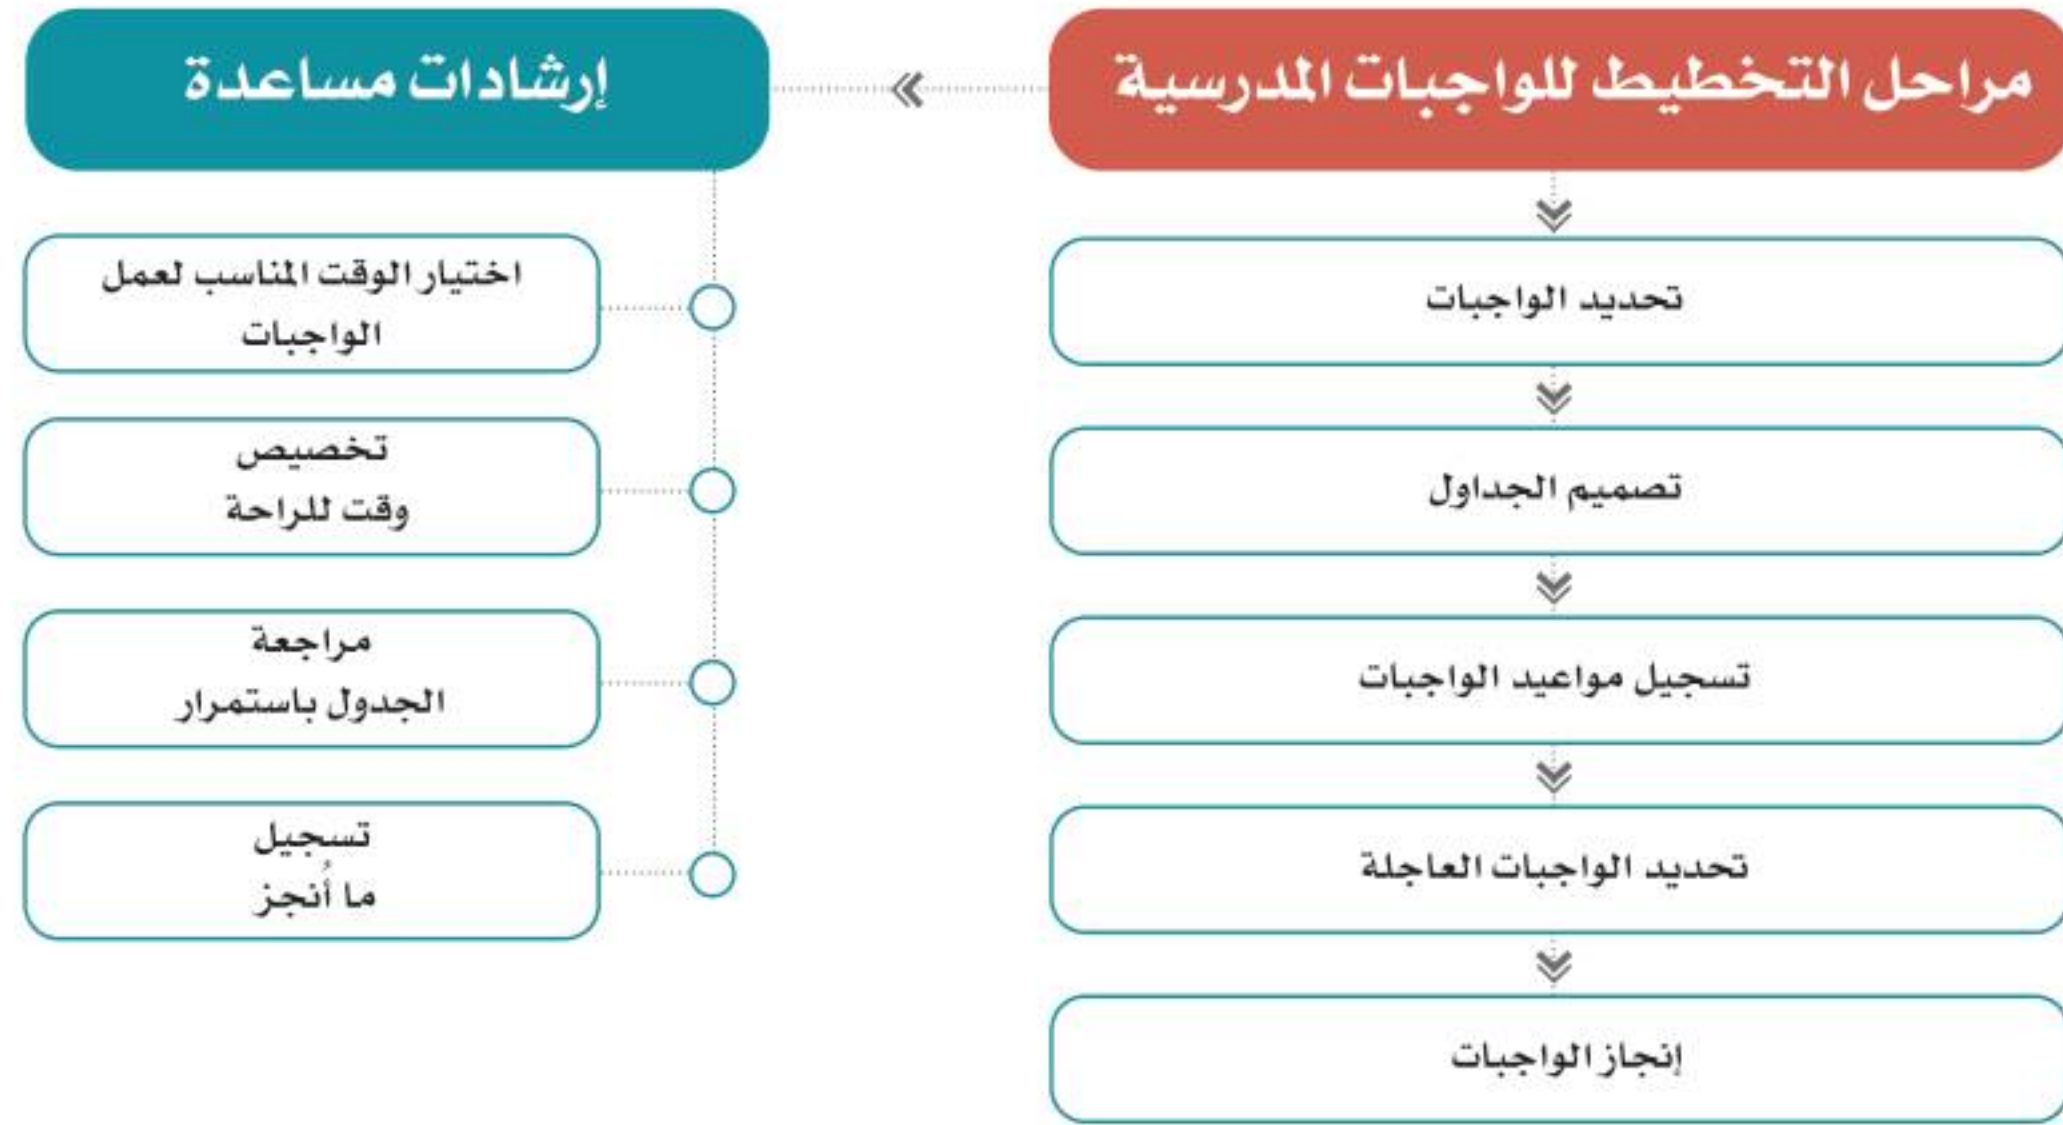 مراحل التخطيط للواجبات المدرسية
تحديد الواجبات
تصميم الجداول
تسجيل مواعيد الواجبات
تحديد الواجبات العاجلة
إنجاز الواجبات
إرشادات مساعدة
اختيار الوقت المناسب لعمل
الواجبات
تخصيص
وقت للراحة
مراجعة
الجدول باستمرار
تسجيل
ما أُنجز